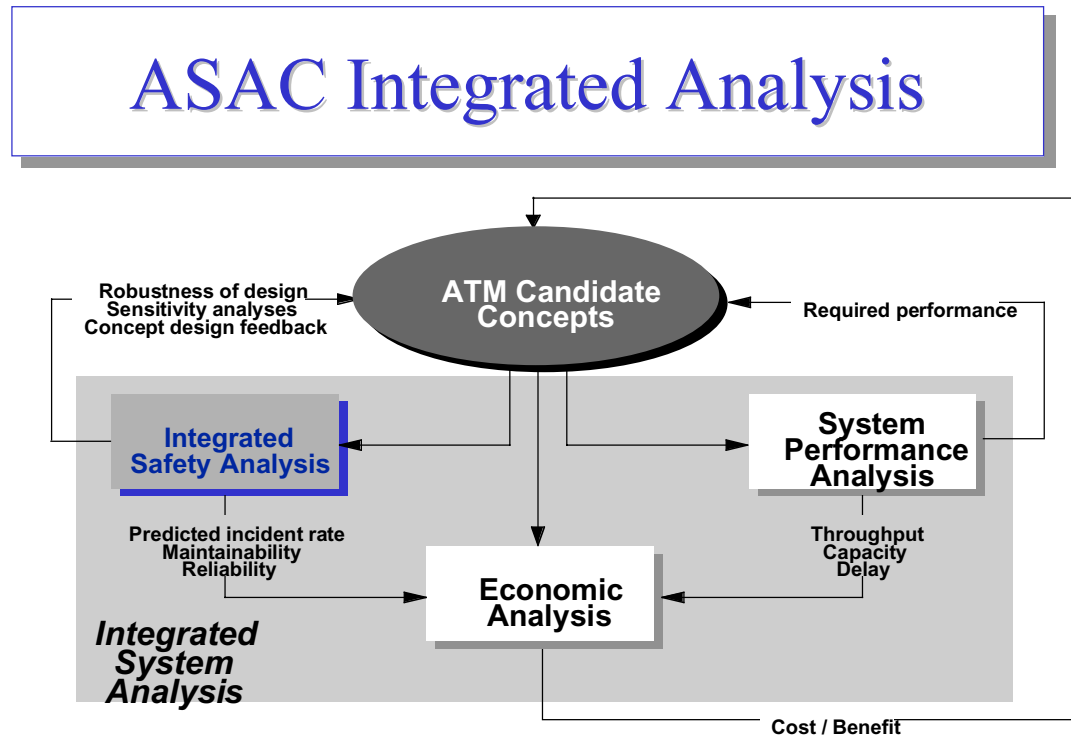 ASAC Integrated Analysis
ATM Candidate
Concepts
Robustness of design
Sensitivity analyses
Concept design feedback
Required performance
Integrated
Safety Analysis
System
Performance
Analysis
Predicted incident rate
Maintainability
Reliability
Throughput
Capacity
Delay
Economic
Analysis
Integrated
System
Analysis
Cost / Benefit